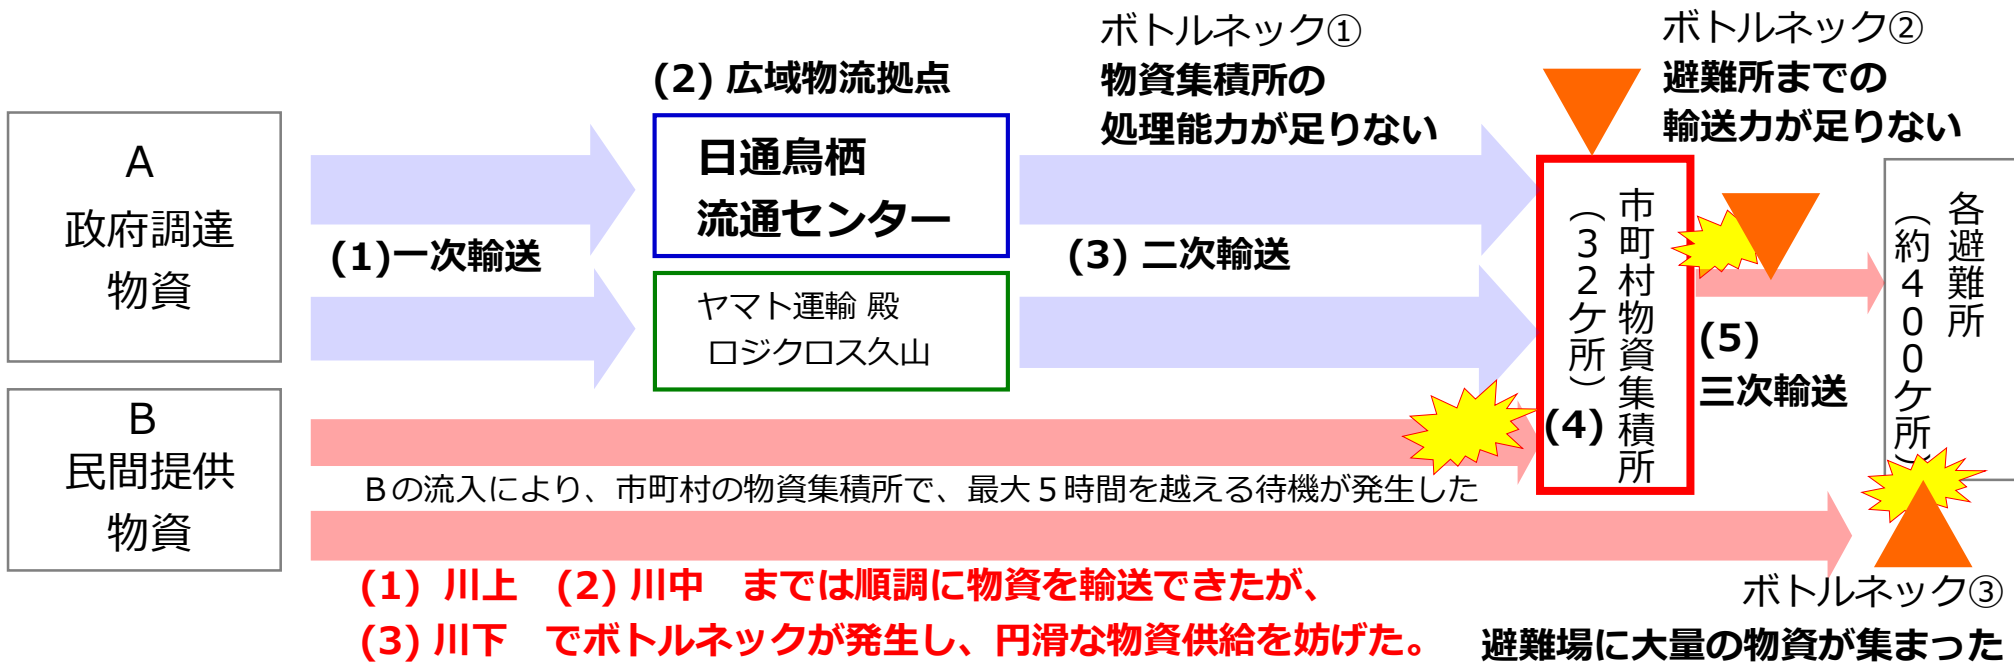 A
政府調達
物資
B
民間提供
物資
(1)一次輸送
(2) 広域物流拠点
日通鳥栖
流通センター
ヤマト運輸 殿
ロジクロス久山
(3) 二次輸送
ボトルネック①
物資集積所の
処理能力が足りない
市町村物資集積所
（３２ケ所）
(4)
ボトルネック②
避難所までの
輸送力が足りない
(5)
三次輸送
各避難所
（約４００ケ所）
Bの流入により、市町村の物資集積所で、最大５時間を越える待機が発生した
(1) 川上　(2) 川中　までは順調に物資を輸送できたが、
(3) 川下　でボトルネックが発生し、円滑な物資供給を妨げた。
ボトルネック③
避難場に大量の物資が集まった